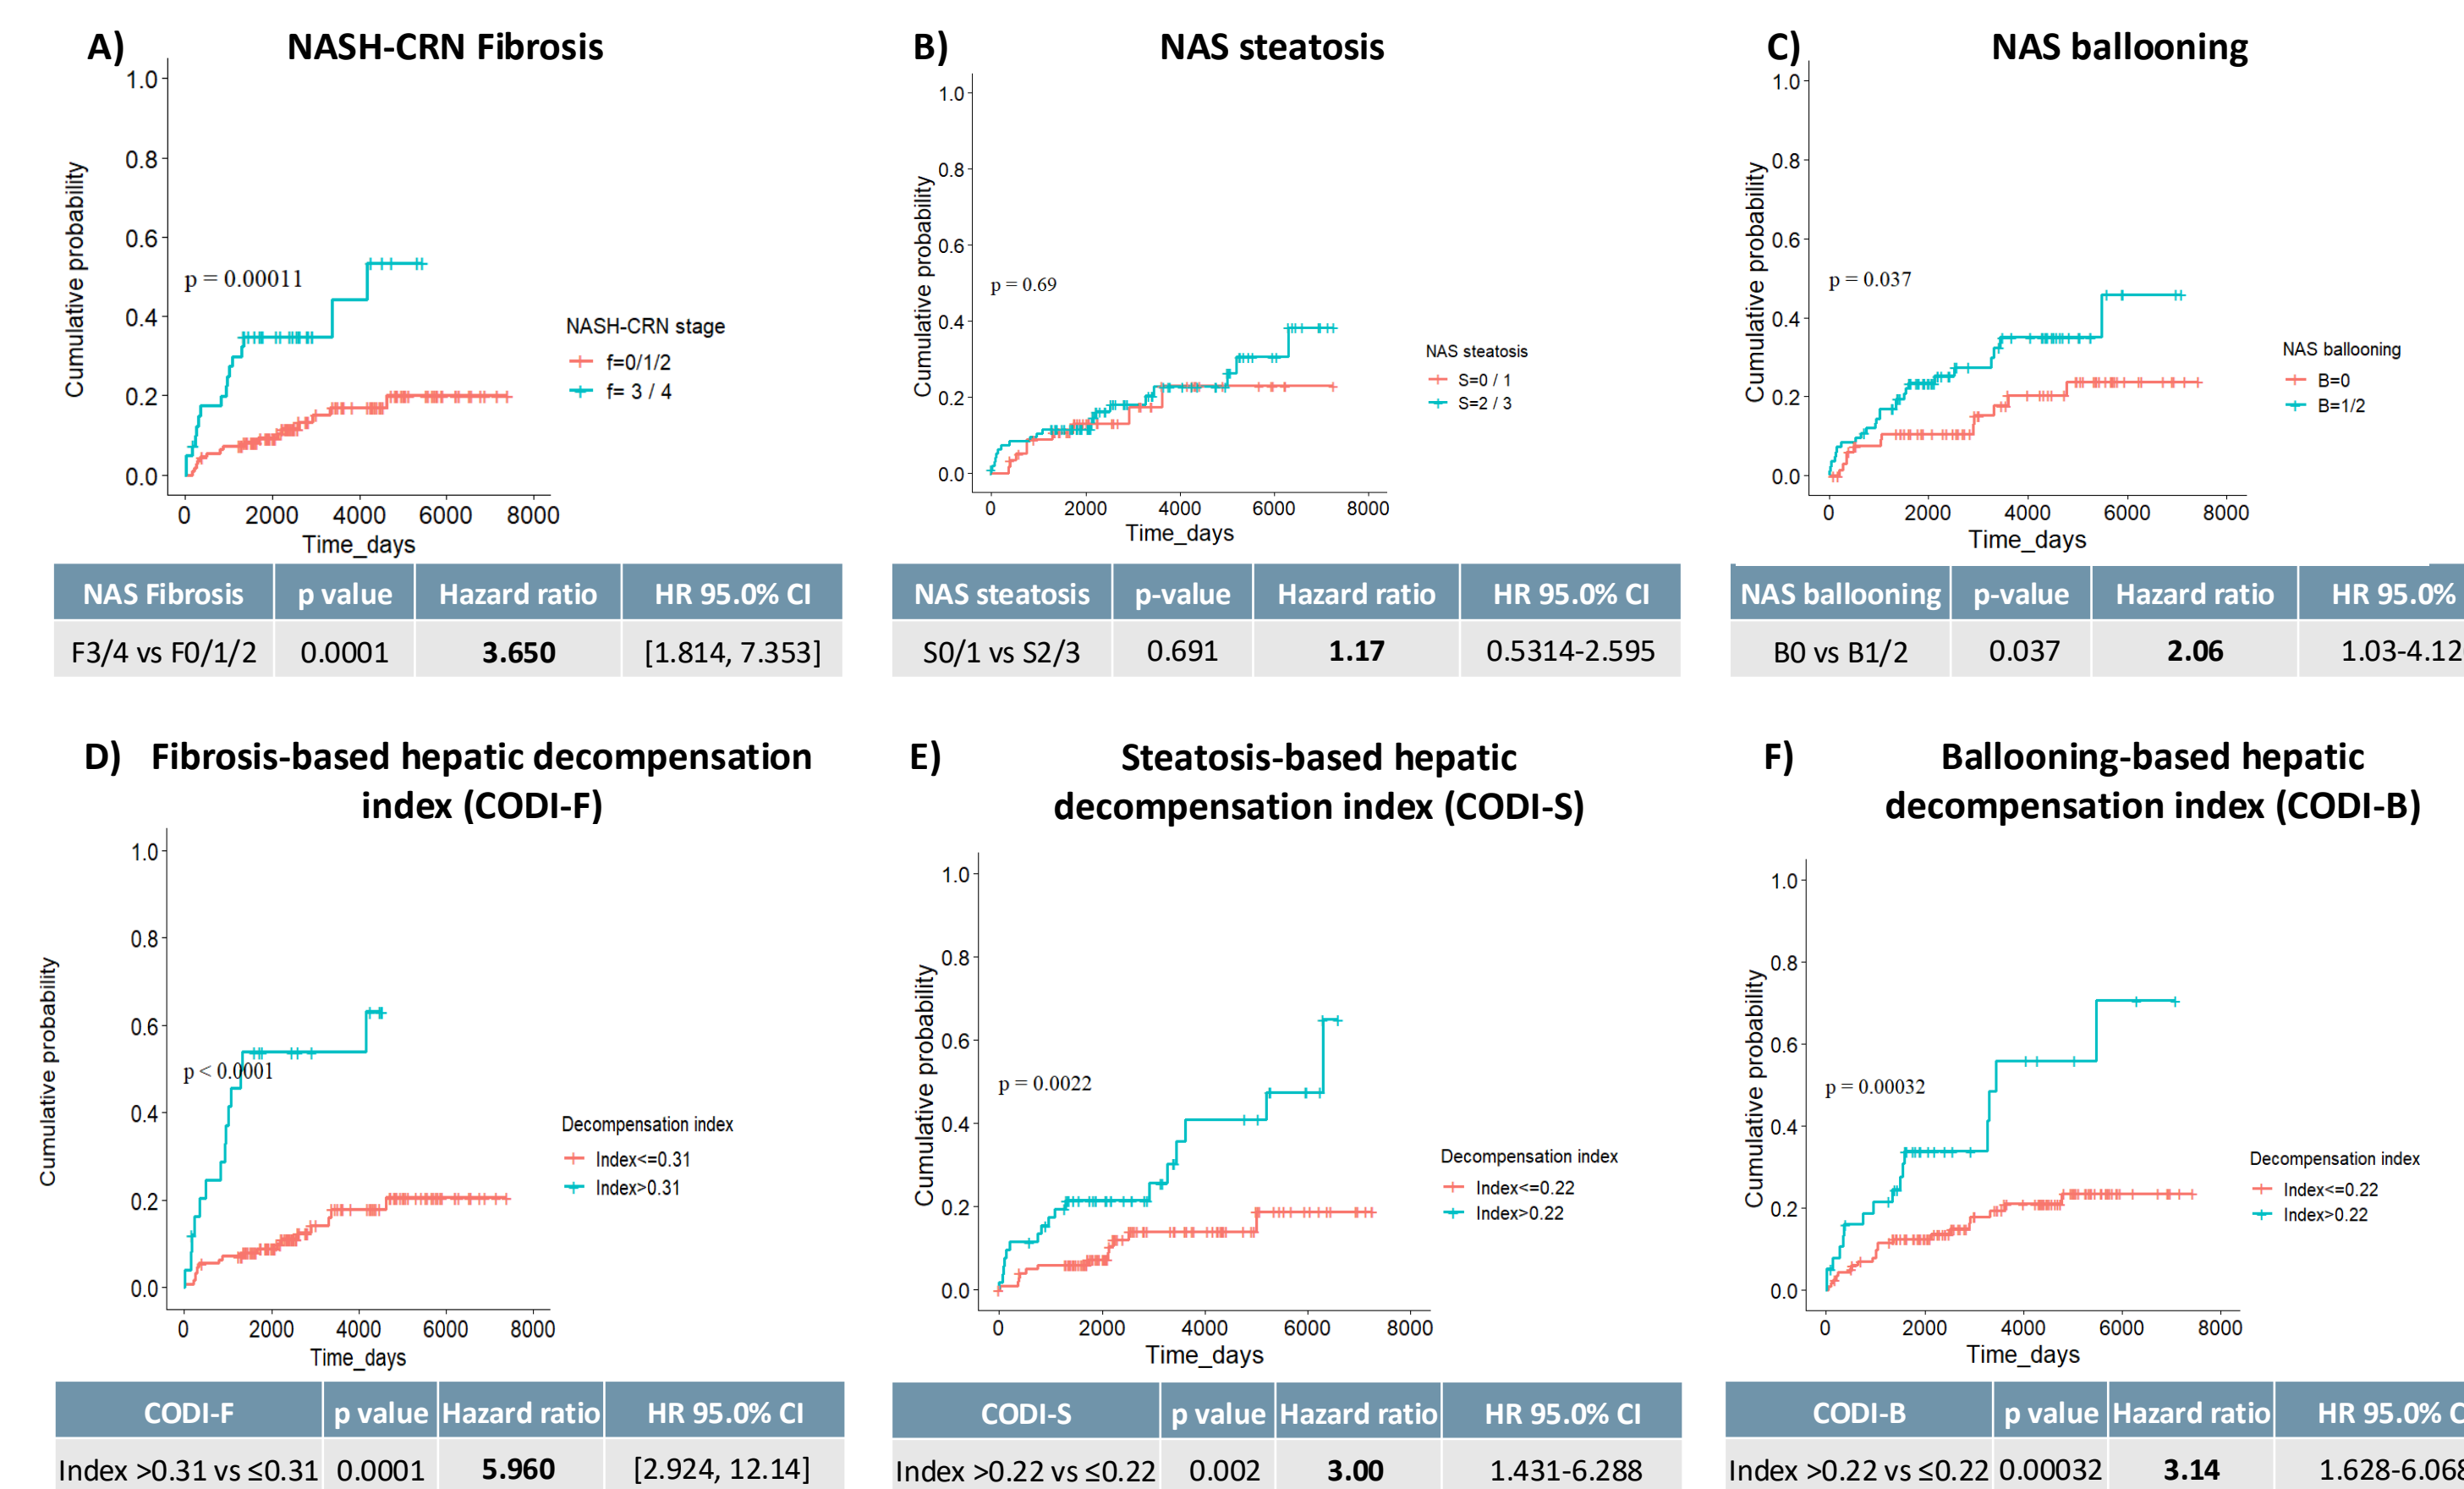 A) NASH-CRN Fibrosis
1.0
0.8
0.6
0.4
0.2
0.0
Cumulative probability
p = 0.00011
NASH-CRN stage
f=0/1/2
f= 3 / 4
0 2000 4000 6000 8000
Time_days
NAS Fibrosis p value Hazard ratio HR 95.0% CI
F3/4 vs F0/1/2 0.0001 3.650 [1.814, 7.353]
B) NAS steatosis
1.0
0.8
0.6
0.4
0.2
0.0
Cumulative probability
p = 0.69
NAS steatosis
S=0 / 1
S=2 / 3
0 2000 4000 6000 8000
Time_days
NAS steatosis p-value Hazard ratio HR 95.0% CI
S0/1 vs S2/3 0.691 1.17 0.5314-2.595
C) NAS ballooning
1.0
0.8
0.6
0.4
0.2
0.0
Cumulative probability
p = 0.037
NAS ballooning
B=0
B=1/2
0 2000 4000 6000 8000
Time_days
NAS ballooning p-value Hazard ratio HR 95.0%
B0 vs B1/2 0.037 2.06 1.03-4.12
D) Fibrosis-based hepatic decompensation
index (CODI-F)
1.0
0.8
0.6
0.4
0.2
0.0
Cumulative probability
p < 0.0001
Decompensation index
Index<=0.31
Index>0.31
0 2000 4000 6000 8000
Time_days
CODI-F p value Hazard ratio HR 95.0% CI
Index >0.31 vs ≤0.31 0.0001 5.960 [2.924, 12.14]
E) Steatosis-based hepatic
decompensation index (CODI-S)
1.0
0.8
0.6
0.4
0.2
0.0
Cumulative probability
p = 0.0022
Decompensation index
Index<=0.22
Index>0.22
0 2000 4000 6000 8000
Time_days
CODI-S p value Hazard ratio HR 95.0% CI
Index >0.22 vs ≤0.22 0.002 3.00 1.431-6.288
F) Ballooning-based hepatic
decompensation index (CODI-B)
1.0
0.8
0.6
0.4
0.2
0.0
Cumulative probability
p = 0.00032
Decompensation index
Index<=0.22
Index>0.22
0 2000 4000 6000 8000
Time_days
CODI-B p value Hazard ratio HR 95.0% C
Index >0.22 vs ≤0.22 0.00032 3.14 1.628-6.068